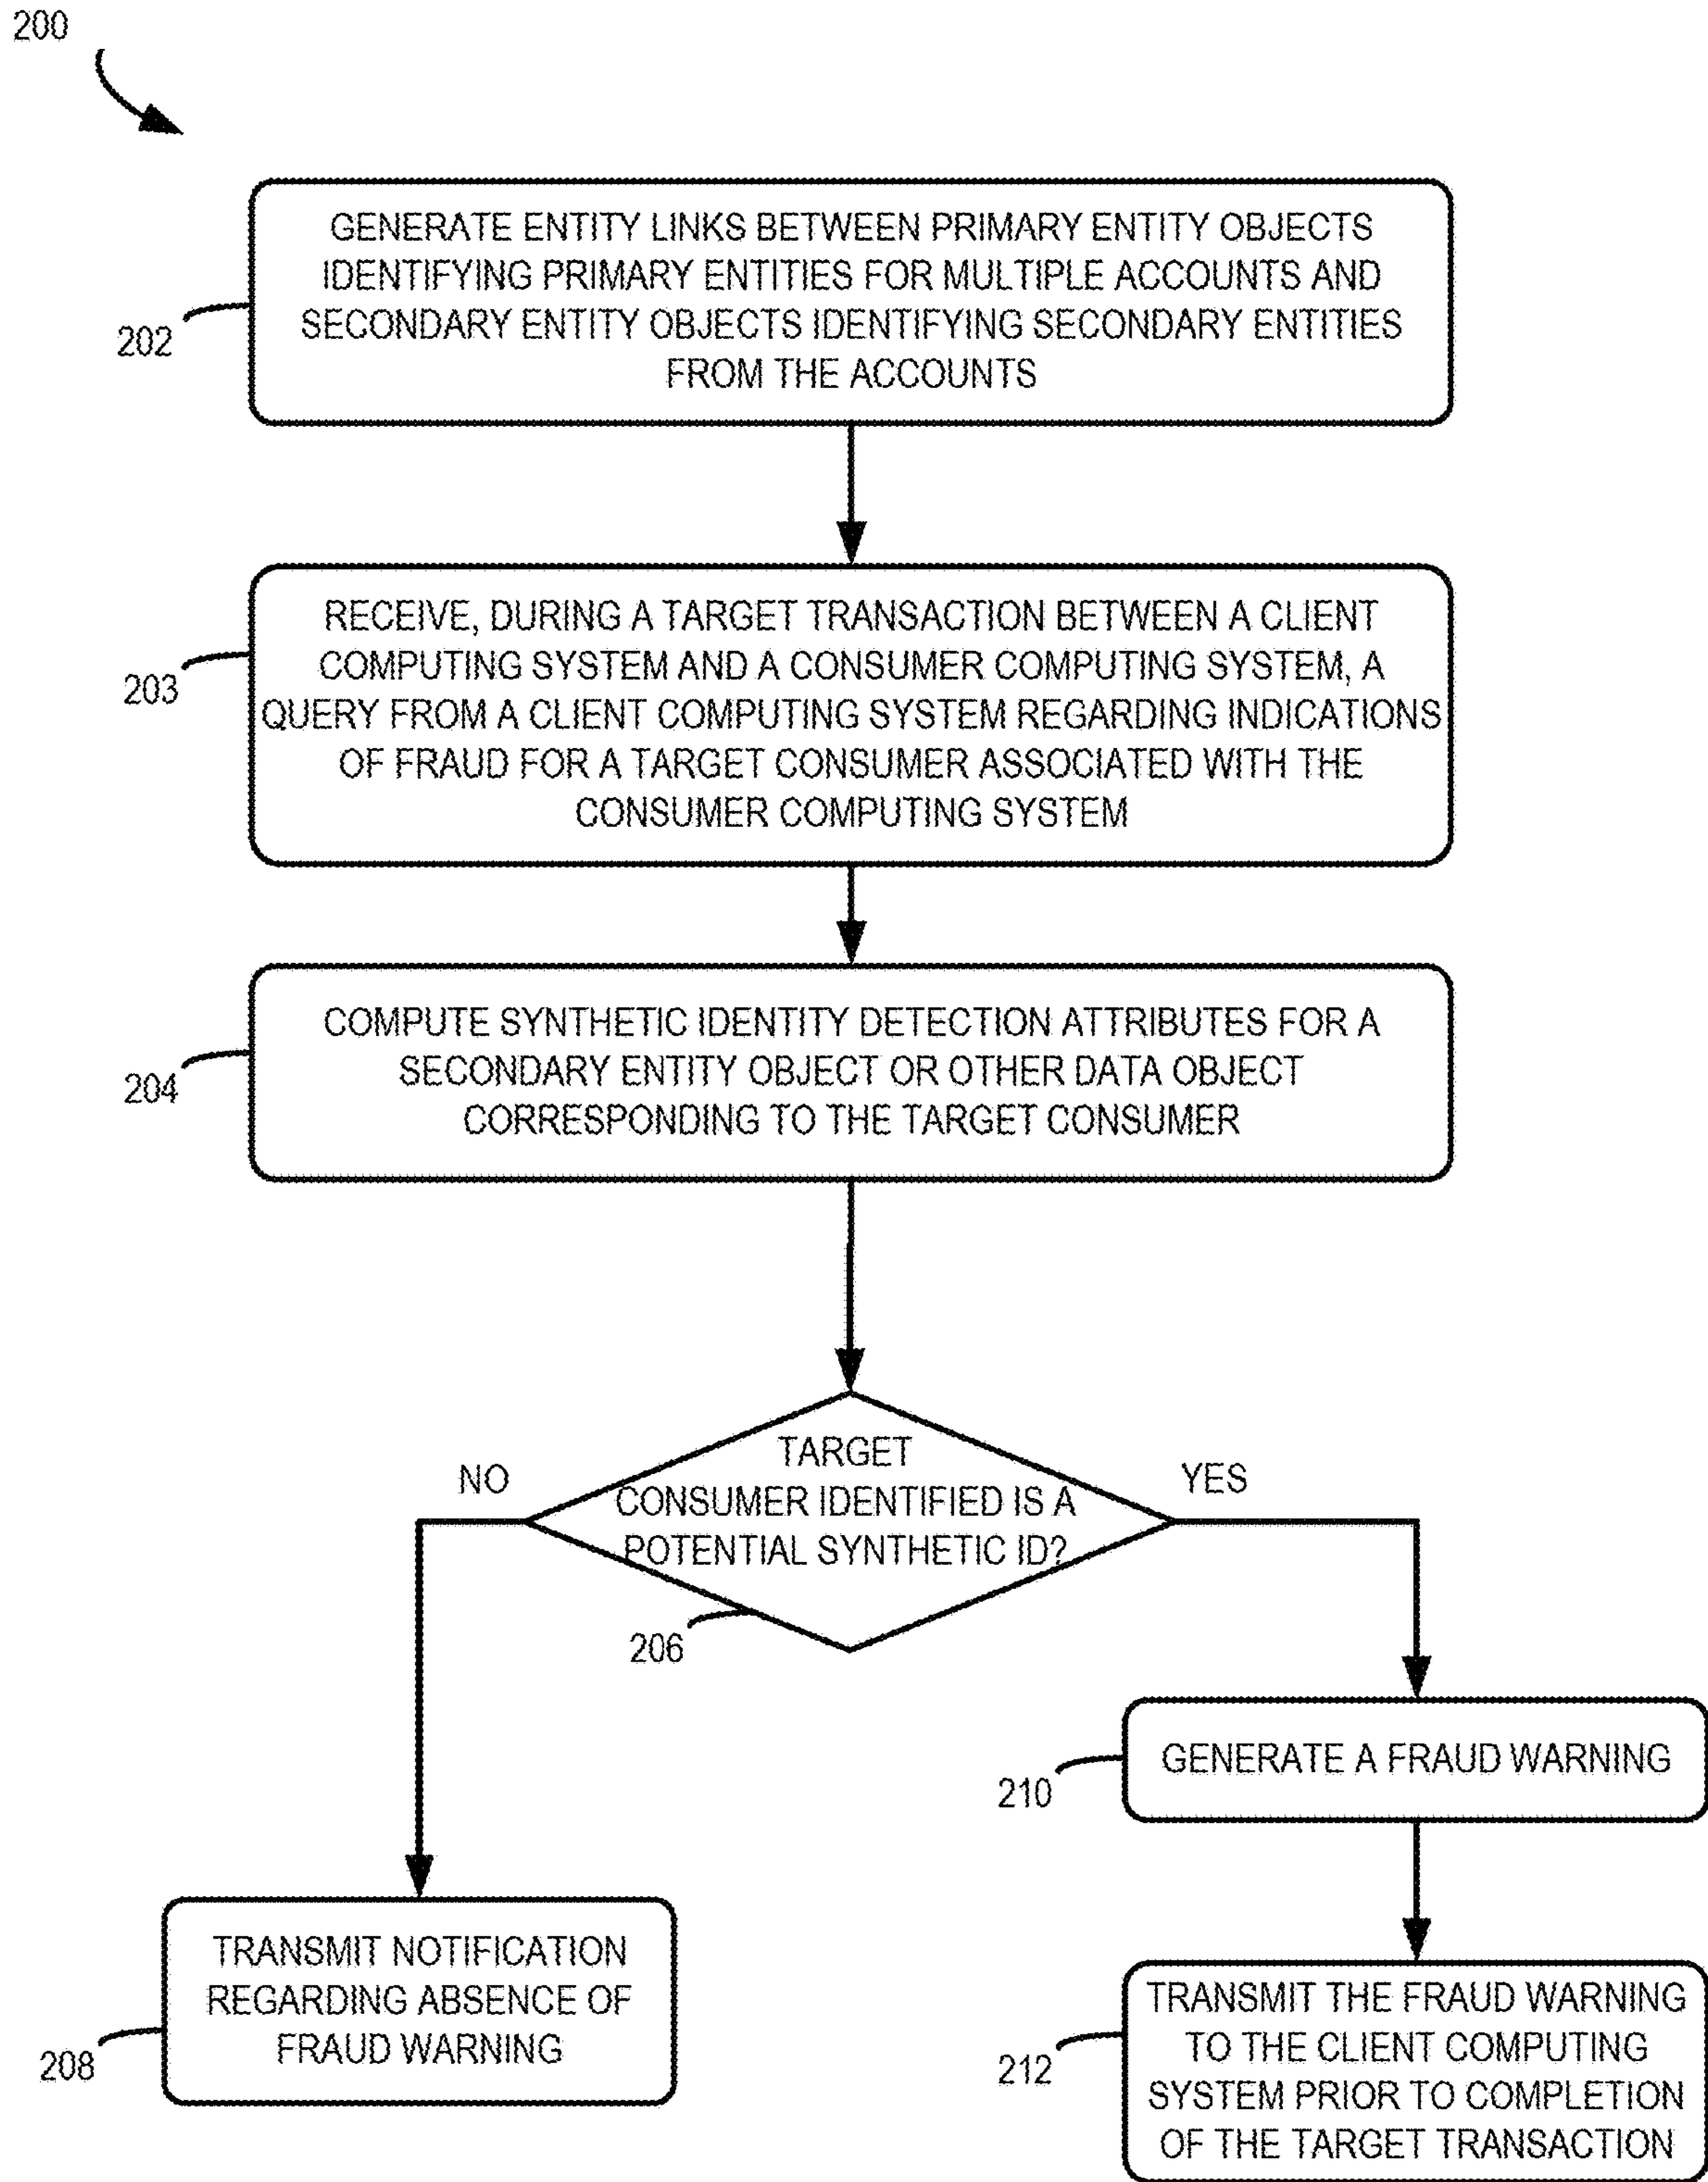 200
GENERATE ENTITY LINKS BETWEEN PRIMARY ENTITY OBJECTS
IDENTIFYING PRIMARY ENTITIES FOR MULTIPLE ACCOUNTS AND
SECONDARY ENTITY OBJECTS IDENTIFYING SECONDARY ENTITIES
FROM THE ACCOUNTS
202
RECEIVE, DURING A TARGET TRANSACTION BETWEEN A CLIENT
COMPUTING SYSTEM AND A CONSUMER COMPUTING SYSTEM, A
QUERY FROM A CLIENT COMPUTING SYSTEM REGARDING INDICATIONS
OF FRAUD FOR A TARGET CONSUMER ASSOCIATED WITH THE
CONSUMER COMPUTING SYSTEM
203
COMPUTE SYNTHETIC IDENTITY DETECTION ATTRIBUTES FOR A
SECONDARY ENTITY OBJECT OR OTHER DATA OBJECT
CORRESPONDING TO THE TARGET CONSUMER
204
TARGET
CONSUMER IDENTIFIED IS A
POTENTIAL SYNTHETIC ID?
NO
YES
206
GENERATE A FRAUD WARNING
210
TRANSMIT NOTIFICATION
REGARDING ABSENCE OF
FRAUD WARNING
208
TRANSMIT THE FRAUD WARNING
TO THE CLIENT COMPUTING
SYSTEM PRIOR TO COMPLETION
OF THE TARGET TRANSACTION
212